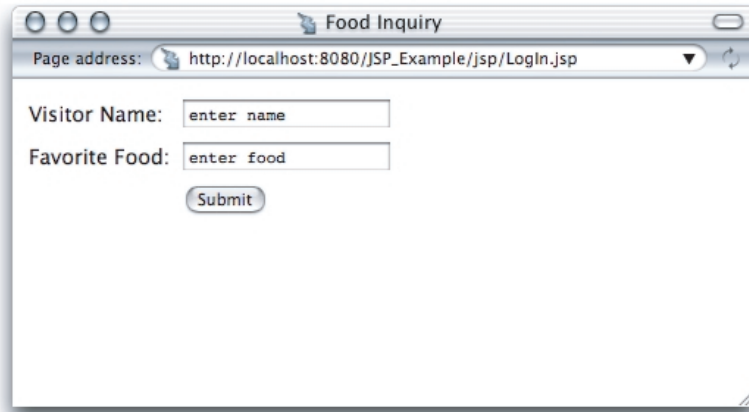 Food Inquiry
Page address: http://localhost:8080/JSP_Example/jsp/LogIn.jsp
Visitor Name: enter name
Favorite Food: enter food
Submit